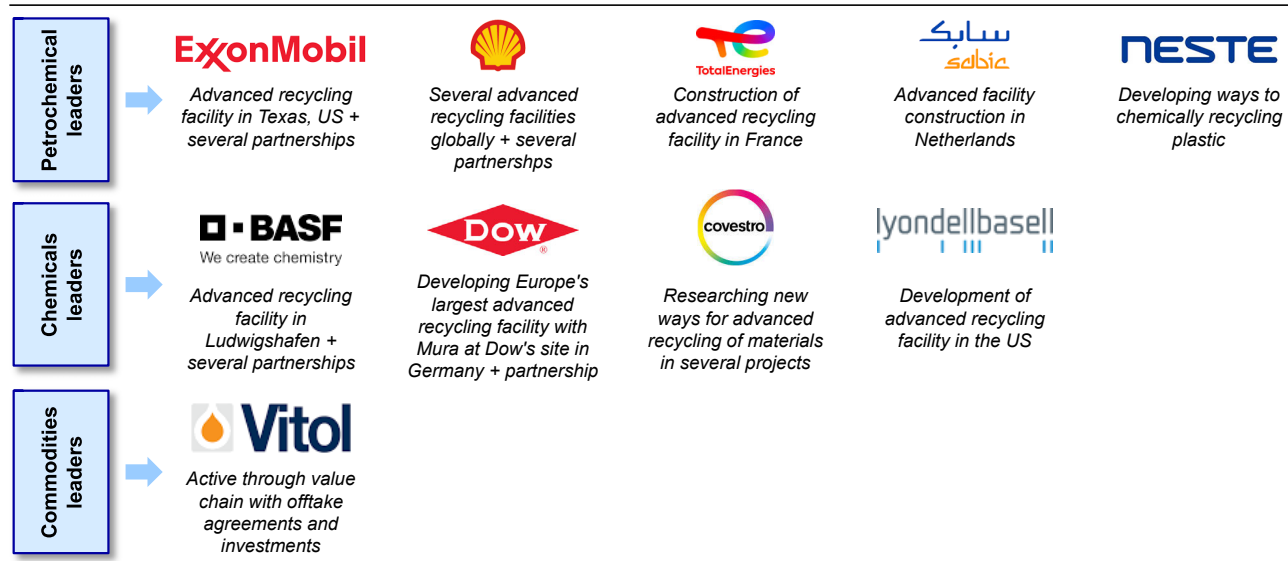 Petrochemical
leaders
ExxonMobil
Advanced recycling
facility in Texas, US +
several partnerships
Several advanced
recycling facilities
globally + several
partnershps
TotalEnergies
Construction of
advanced recycling
facility in France
سابك
sabic
Advanced facility
construction in
Netherlands
NESTE
Developing ways to
chemically recycling
plastic
Chemicals
leaders
BASF
We create chemistry
Advanced recycling
facility in
Ludwigshafen +
several partnerships
Dow
®
Developing Europe's
largest advanced
recycling facility with
Mura at Dow's site in
Germany + partnership
covestro
Researching new
ways for advanced
recycling of materials
in several projects
lyondellbasell
Development of
advanced recycling
facility in the US
Commodities
leaders
Vitol
Active through value
chain with offtake
agreements and
investments